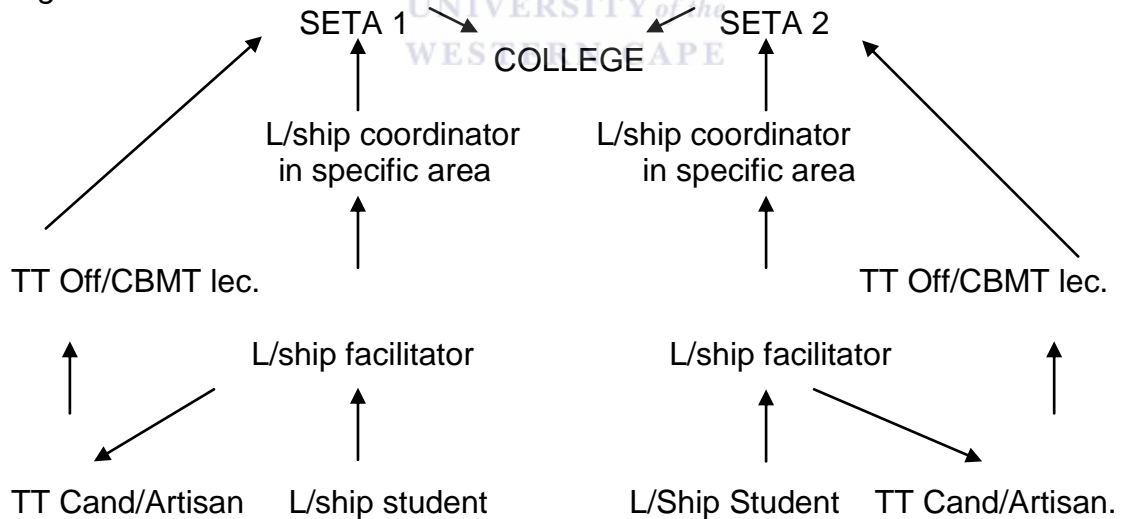 UNIVERSITY of the
SETA 1 SETA 2
WESTERN CAPE
COLLEGE
L/ship coordinator L/ship coordinator
in specific area in specific area
TT Off/CBMT lec. TT Off/CBMT lec.
L/ship facilitator L/ship facilitator
TT Cand/Artisan L/ship student L/Ship Student TT Cand/Artisan.